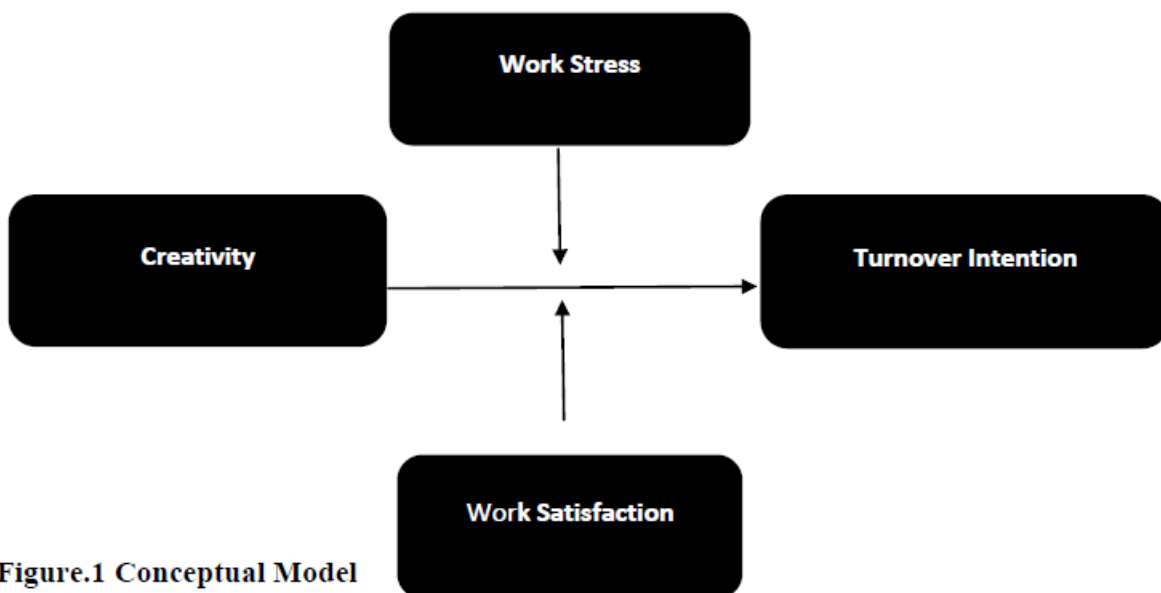 Work Stress
Creativity
Turnover Intention
Work Satisfaction
Figure.1 Conceptual Model